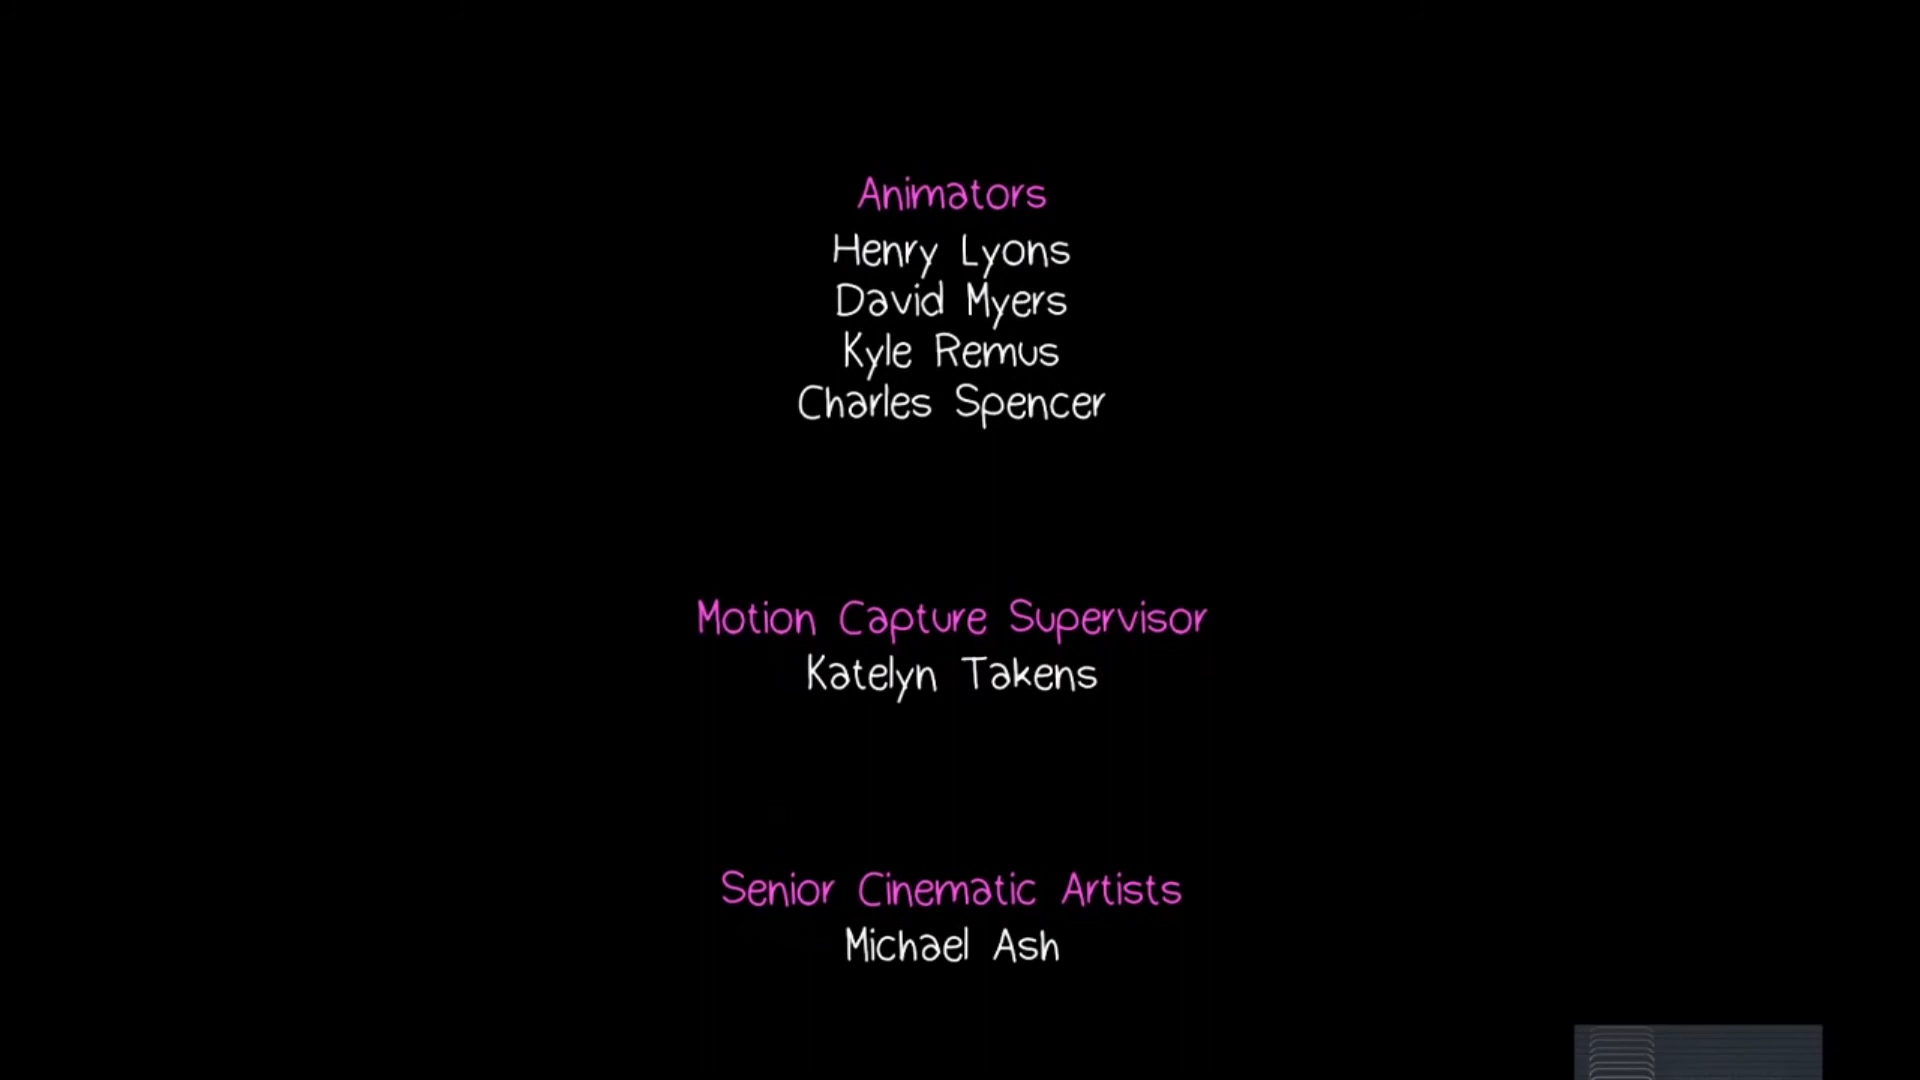 Animators
Henry Lyons
David Myers
Kyle Remus
Charles Spencer
Motion Capture Supervisor
Katelyn Takens
Senior Cinematic Artists
Michael Ash